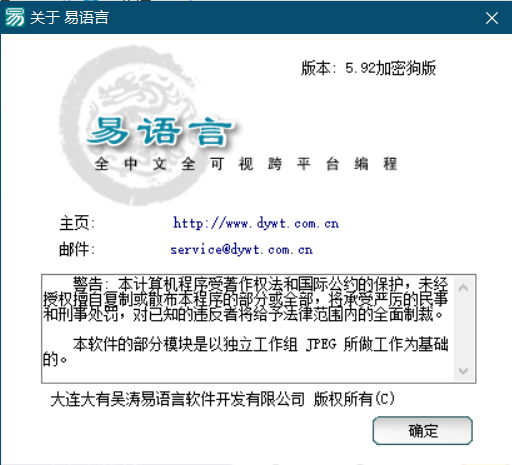 关于 易语言
版本: 5.92加密狗版
易语言
全中文全可视跨平台编程
主页: http://www.dywt.com.cn
邮件: service@dywt.com.cn
警告: 本计算机程序受著作权法和国际公约的保护，未经
授权擅自复制或散布本程序的部分或全部，将承受严厉的民事
和刑事处罚，对已知的违反者将给予法律范围内的全面制裁。
本软件的部分模块是以独立工作组 JPEG 所做工作为基础
的。
大连大有吴涛易语言软件开发有限公司 版权所有(C)
确定